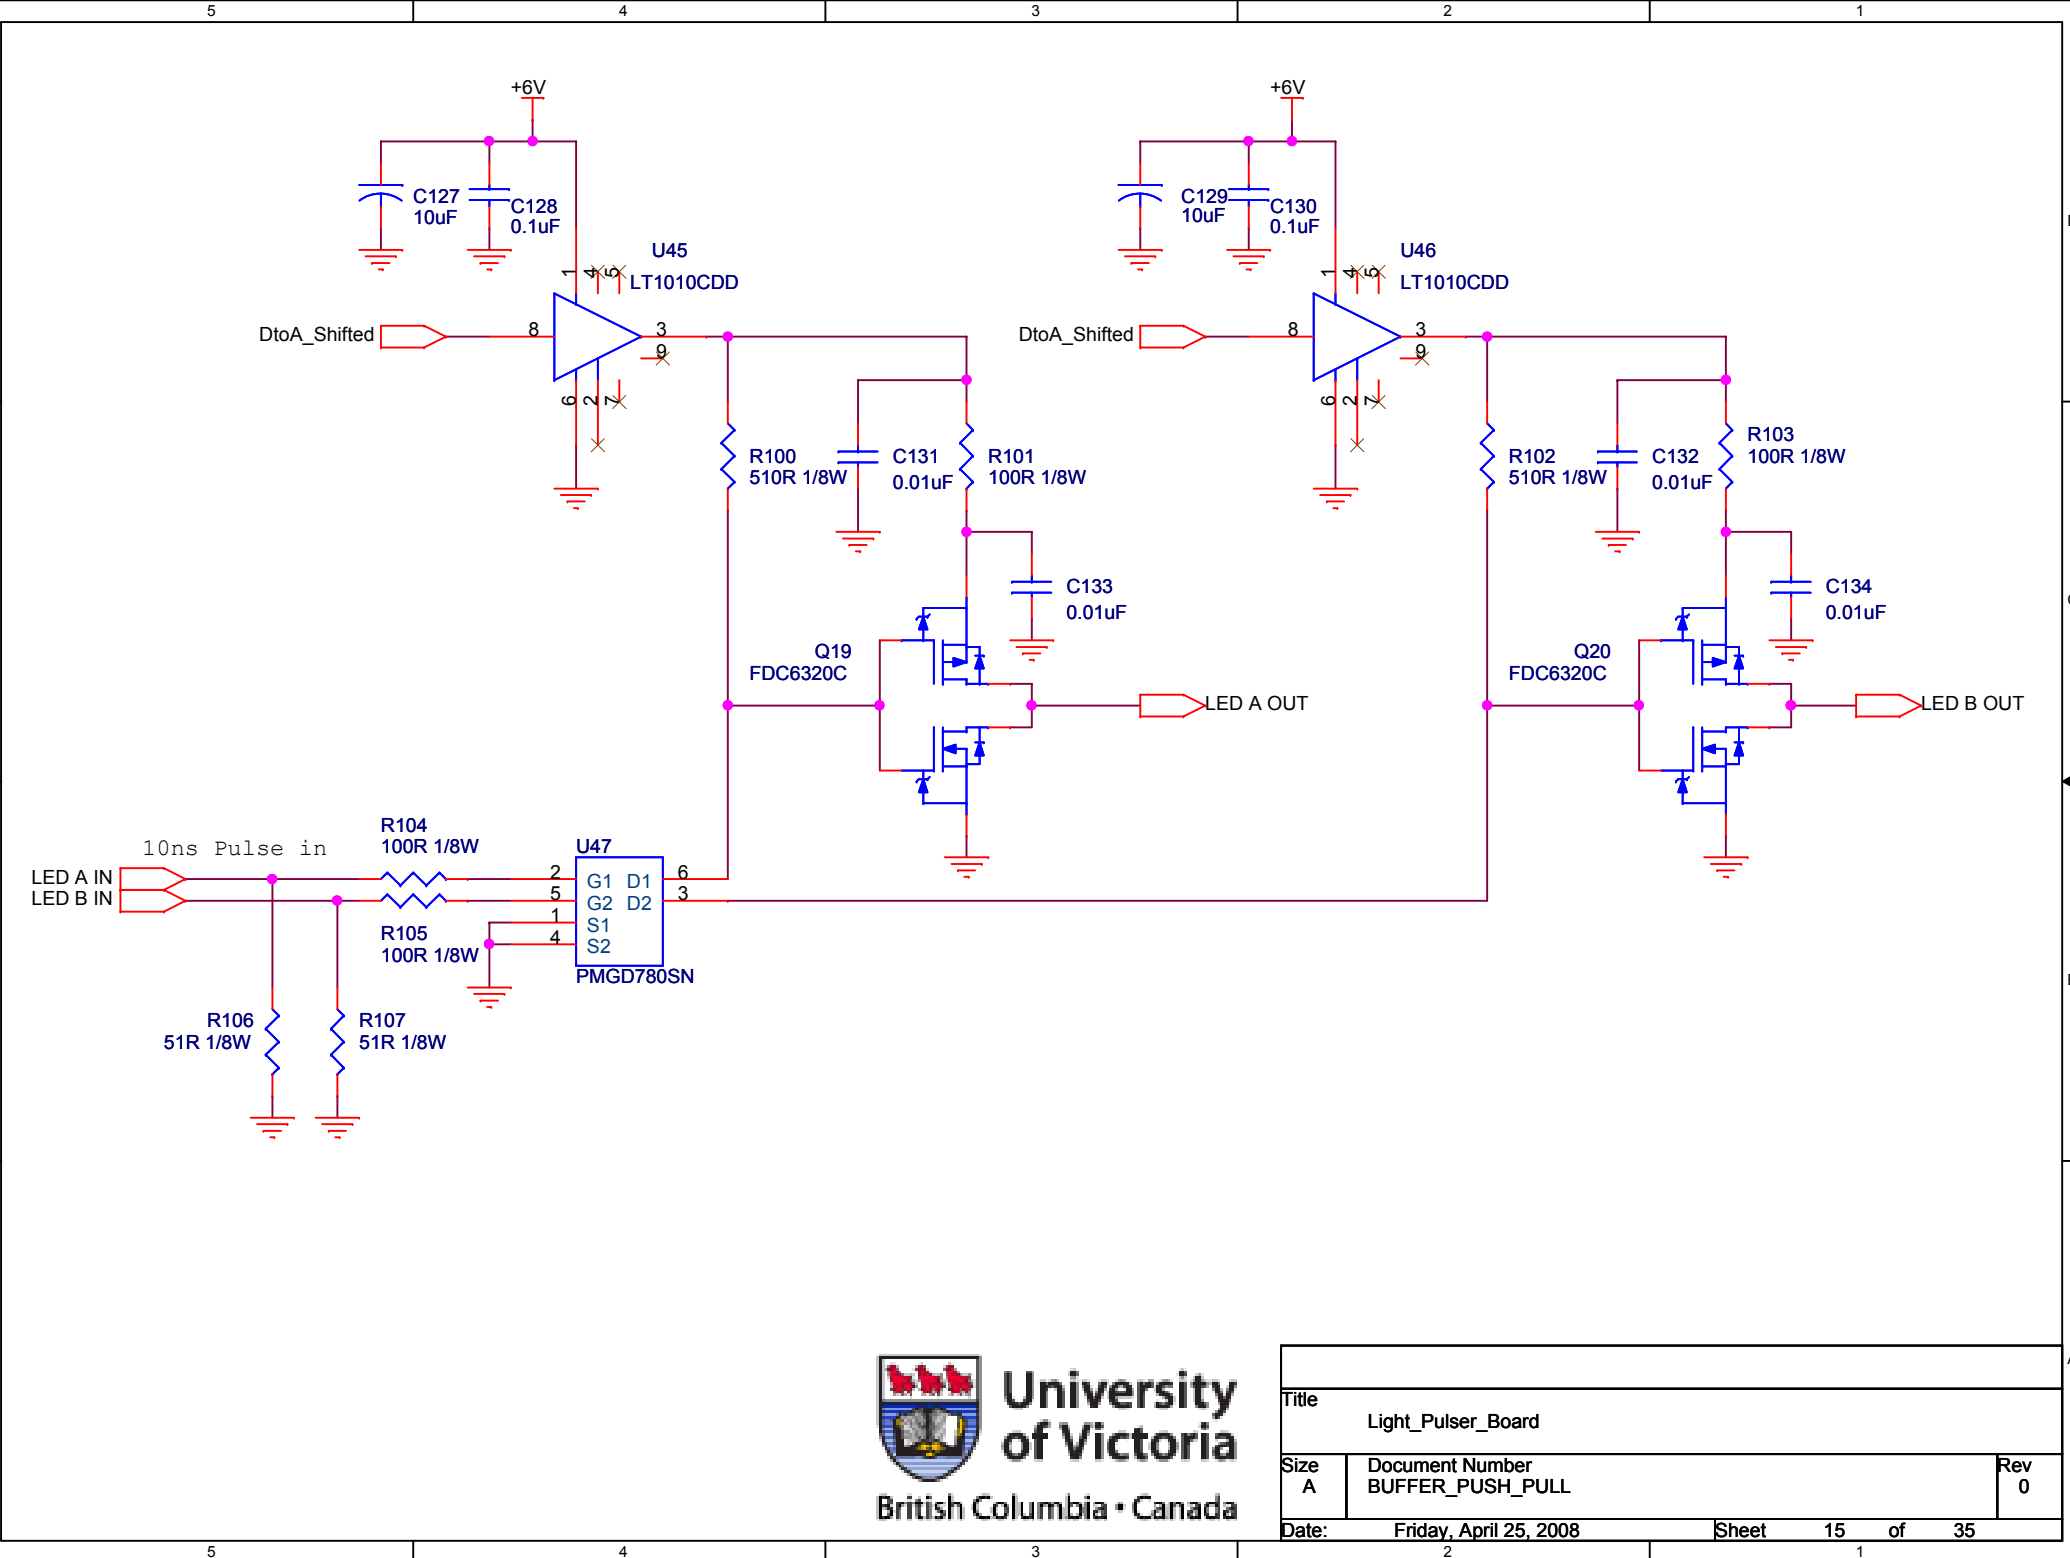 5 4 3 2 1
+6V +6V
C127
10uF
C128
0.1uF
C129
10uF
C130
0.1uF
U45
LT1010CDD
U46
LT1010CDD
1 4 5
1 4 5
DtoA_Shifted 8 3
9
DtoA_Shifted 8 3
9
6 2 7
6 2 7
R100
510R 1/8W
C131
0.01uF
R101
100R 1/8W
R102
510R 1/8W
C132
0.01uF
R103
100R 1/8W
C133
0.01uF
C134
0.01uF
Q19
FDC6320C
Q20
FDC6320C
LED A OUT
LED B OUT
10ns Pulse in
R104
100R 1/8W
U47
LED A IN 2 G1 D1 6
LED B IN 5 G2 D2 3
1 S1
4 S2
R105
100R 1/8W
PMGD780SN
R106
51R 1/8W
R107
51R 1/8W
University
of Victoria
British Columbia • Canada
Title
Light_Pulser_Board
Size
A
Document Number
BUFFER_PUSH_PULL
Rev
0
Date: Friday, April 25, 2008 Sheet 15 of 35
5 4 3 2 1